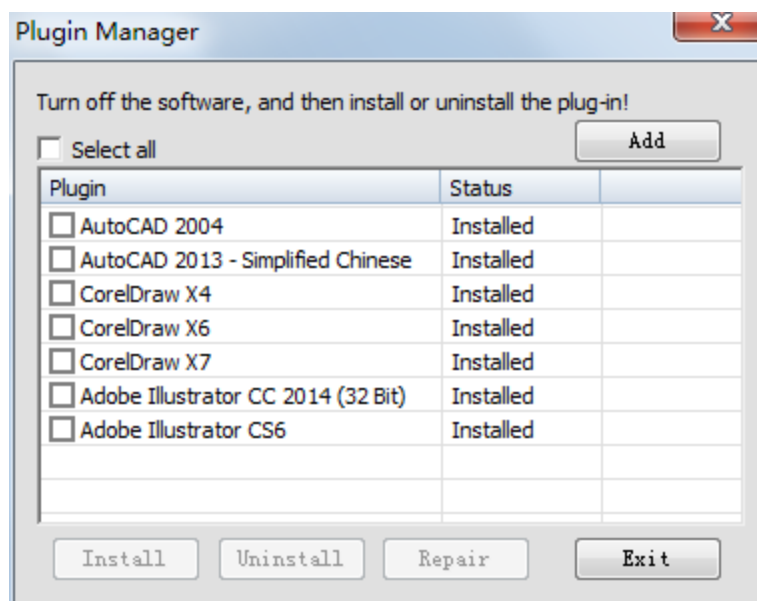 Plugin Manager
Turn off the software, and then install or uninstall the plug-in!
Select all
Add
Plugin Status
AutoCAD 2004 Installed
AutoCAD 2013 - Simplified Chinese Installed
CorelDraw X4 Installed
CorelDraw X6 Installed
CorelDraw X7 Installed
Adobe Illustrator CC 2014 (32 Bit) Installed
Adobe Illustrator CS6 Installed
Install Uninstall Repair Exit